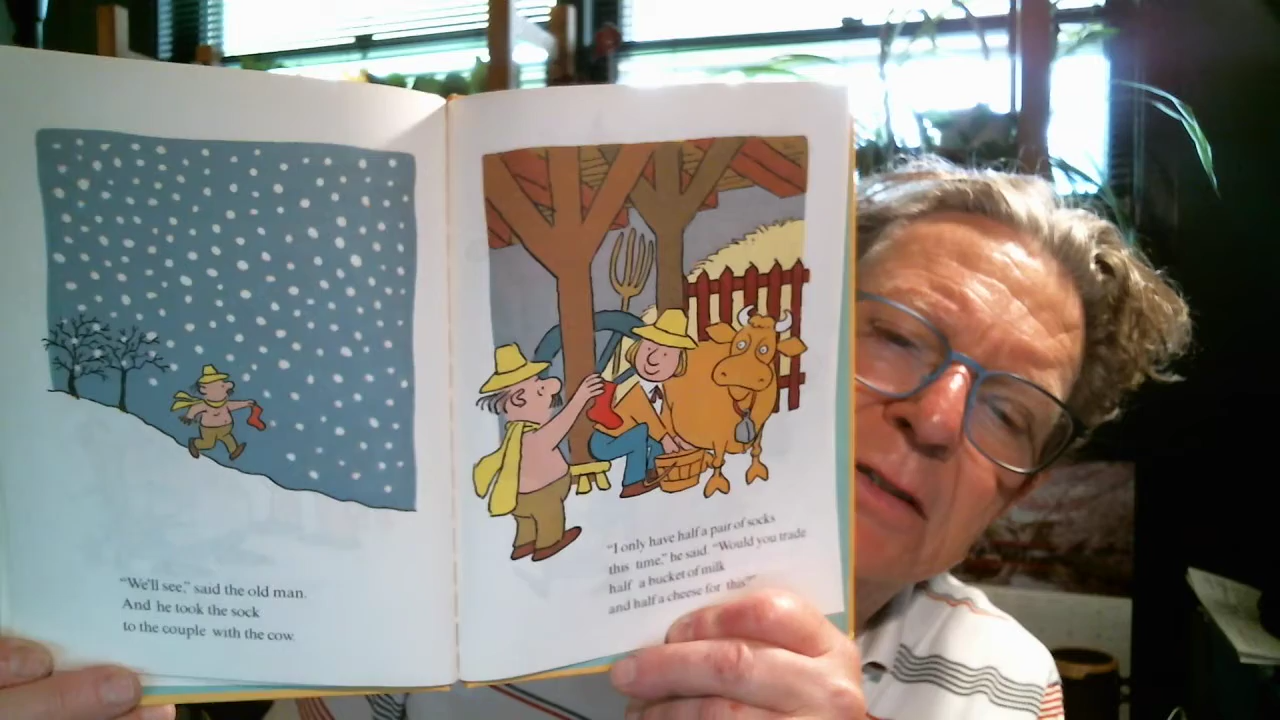 “We'll see,” said the old man.
And he took the sock
to the couple with the cow.
“I only have half a pair of socks
this time,” he said. “Would you trade
half a bucket of milk
and half a cheese for this?”